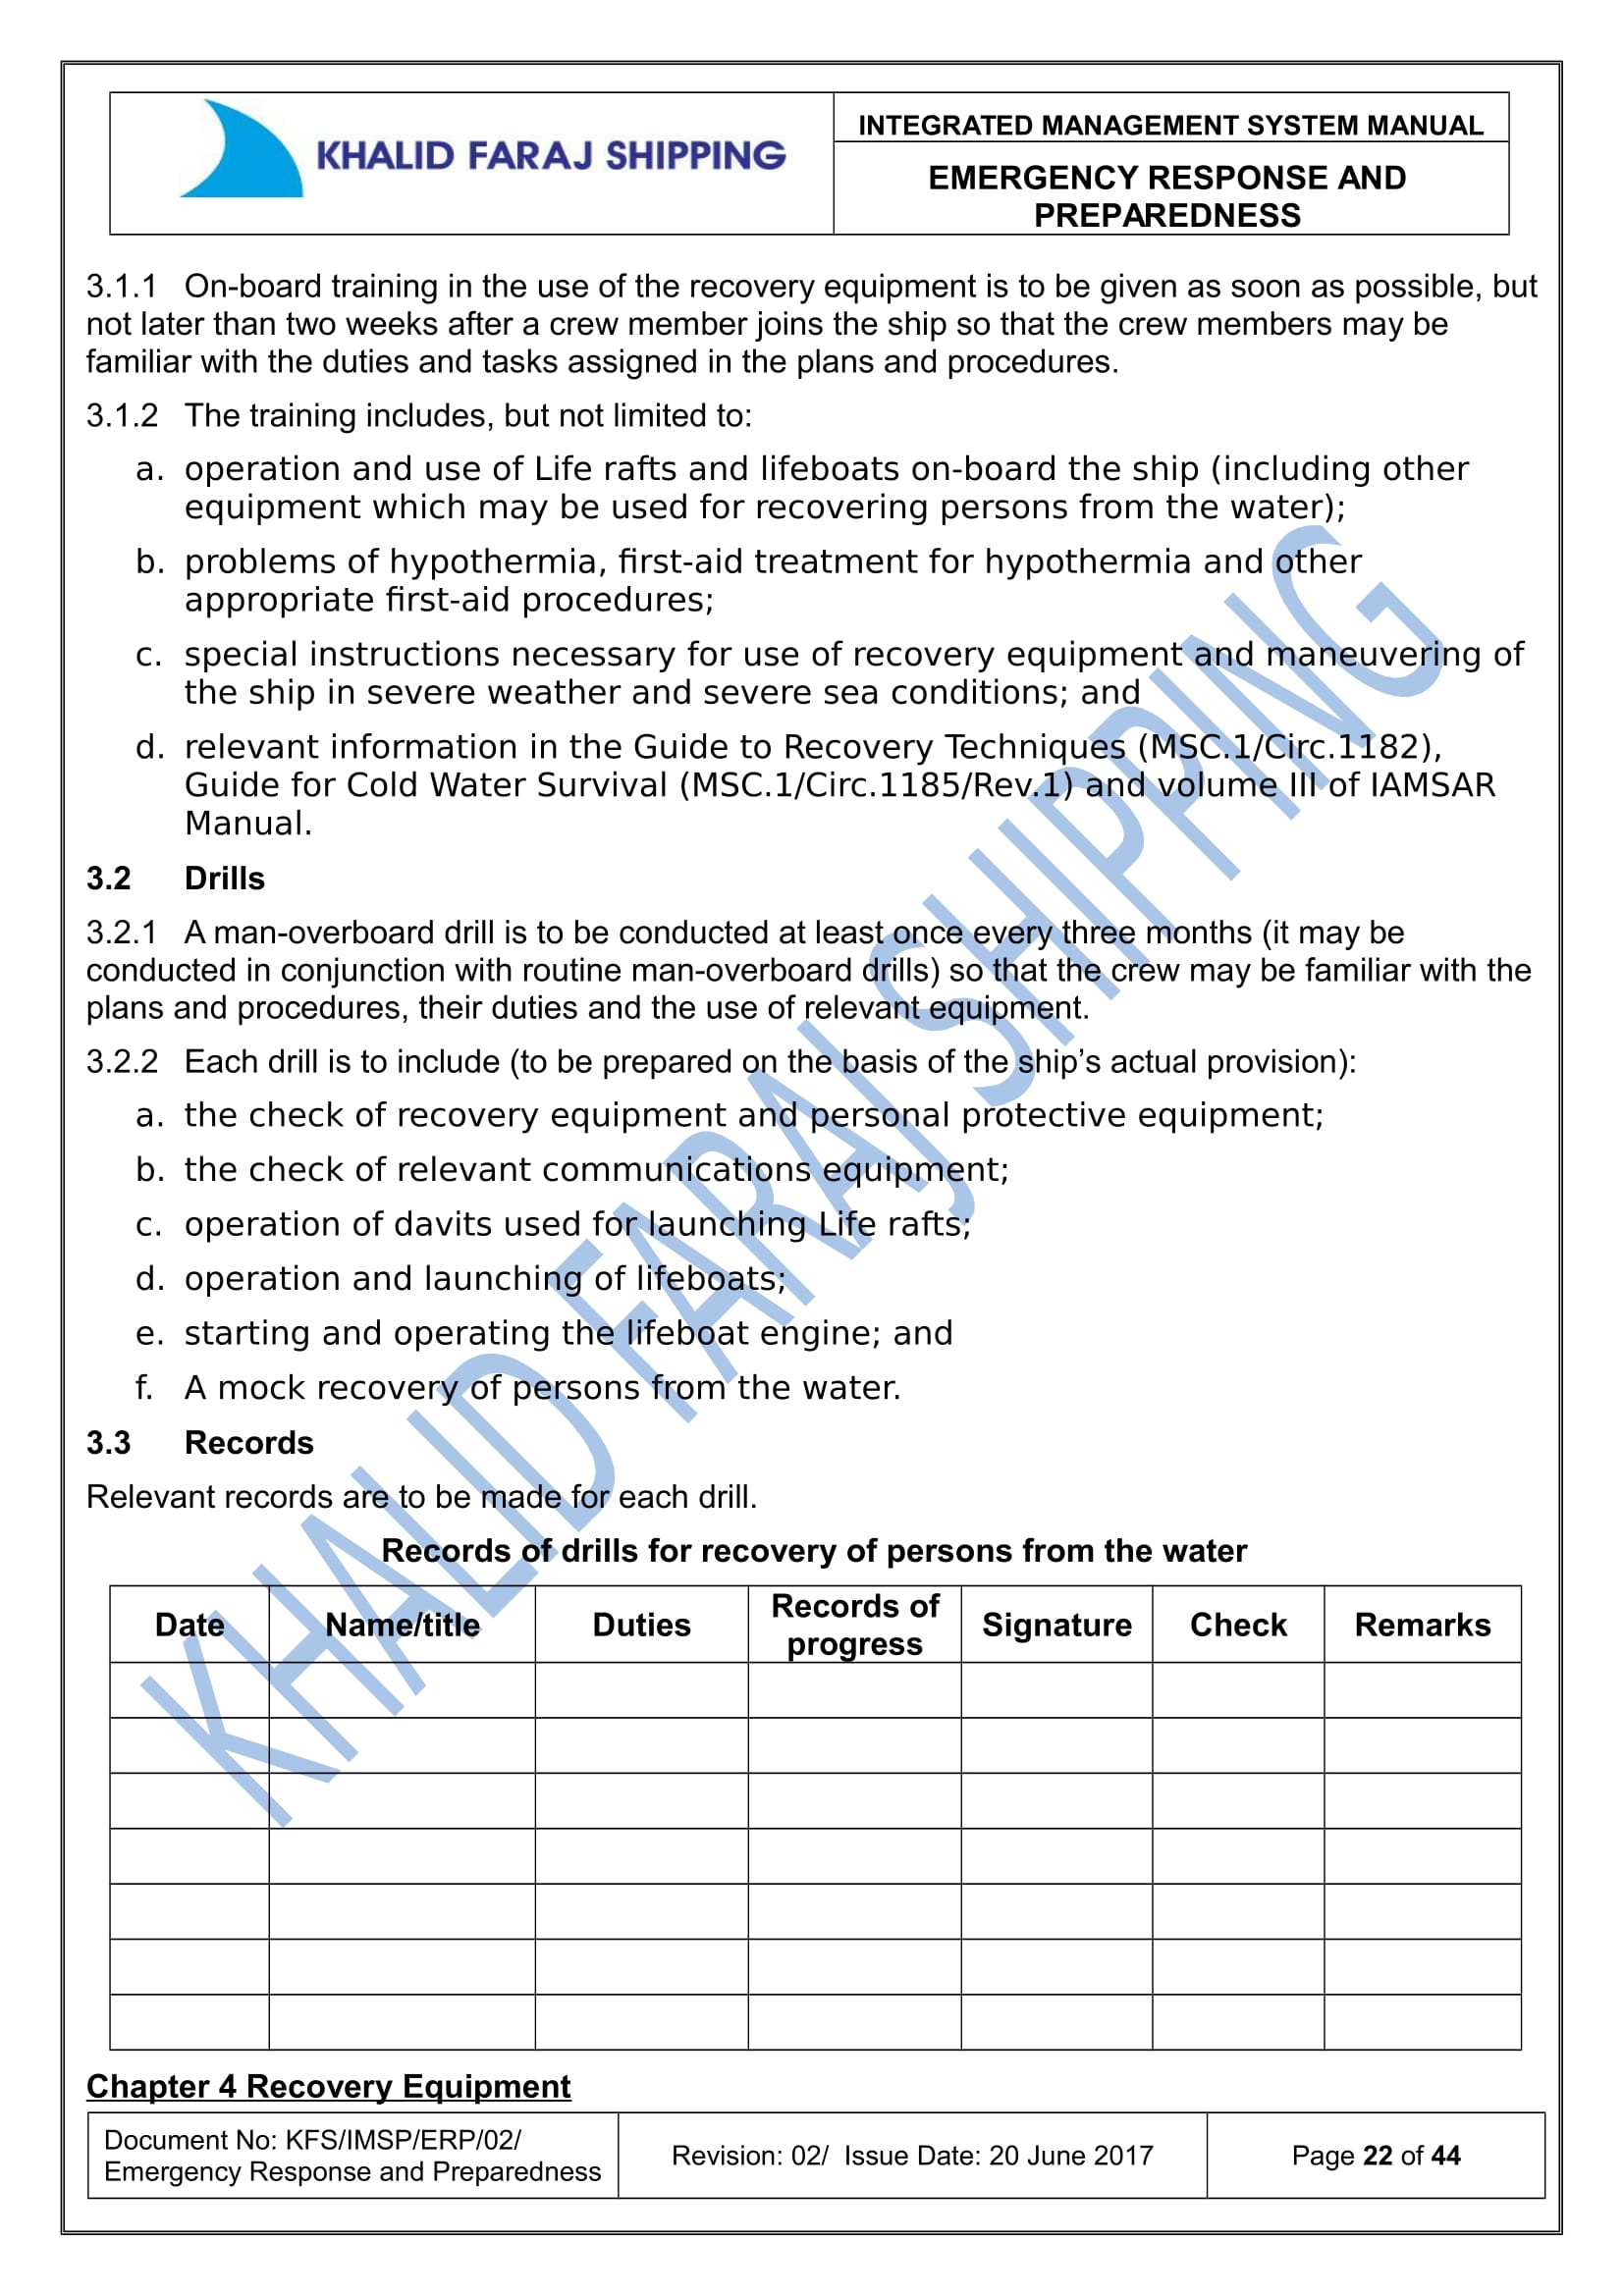 KHALID FARAJ SHIPPING
INTEGRATED MANAGEMENT SYSTEM MANUAL
EMERGENCY RESPONSE AND
PREPAREDNESS
3.1.1 On-board training in the use of the recovery equipment is to be given as soon as possible, but
not later than two weeks after a crew member joins the ship so that the crew members may be
familiar with the duties and tasks assigned in the plans and procedures.
3.1.2 The training includes, but not limited to:
a. operation and use of Life rafts and lifeboats on-board the ship (including other
equipment which may be used for recovering persons from the water);
b. problems of hypothermia, first-aid treatment for hypothermia and other
appropriate first-aid procedures;
c. special instructions necessary for use of recovery equipment and maneuvering of
the ship in severe weather and severe sea conditions; and
d. relevant information in the Guide to Recovery Techniques (MSC.1/Circ.1182),
Guide for Cold Water Survival (MSC.1/Circ.1185/Rev.1) and volume III of IAMSAR
Manual.
3.2 Drills
3.2.1 A man-overboard drill is to be conducted at least once every three months (it may be
conducted in conjunction with routine man-overboard drills) so that the crew may be familiar with the
plans and procedures, their duties and the use of relevant equipment.
3.2.2 Each drill is to include (to be prepared on the basis of the ship’s actual provision):
a. the check of recovery equipment and personal protective equipment;
b. the check of relevant communications equipment;
c. operation of davits used for launching Life rafts;
d. operation and launching of lifeboats;
e. starting and operating the lifeboat engine; and
f. A mock recovery of persons from the water.
3.3 Records
Relevant records are to be made for each drill.
Records of drills for recovery of persons from the water
Date Name/title Duties Records of progress Signature Check Remarks
Chapter 4 Recovery Equipment
Document No: KFS/IMSP/ERP/02/
Emergency Response and Preparedness
Revision: 02/ Issue Date: 20 June 2017
Page 22 of 44
KHALID FARAJ SHIPPING